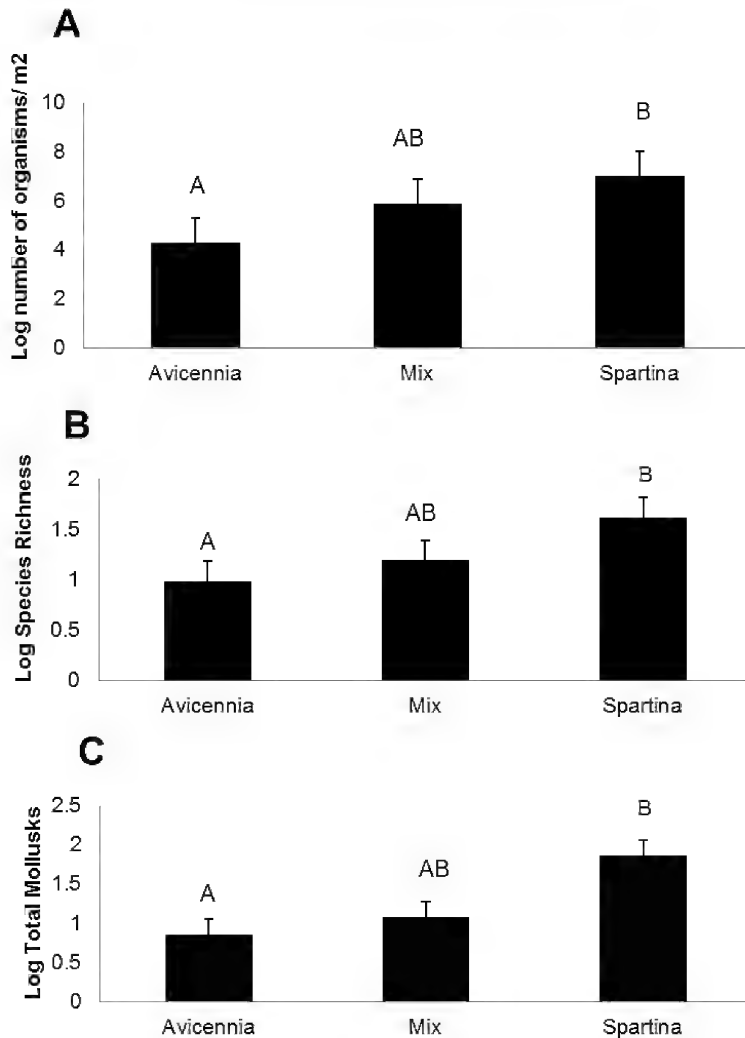 A
Log number of organisms/ m2
10
8
6
4
2
0
A
AB
B
Avicennia Mix Spartina
B
Log Species Richness
2
1.5
1
0.5
0
A
AB
B
Avicennia Mix Spartina
C
Log Total Mollusks
2.5
2
1.5
1
0.5
0
A
AB
B
Avicennia Mix Spartina